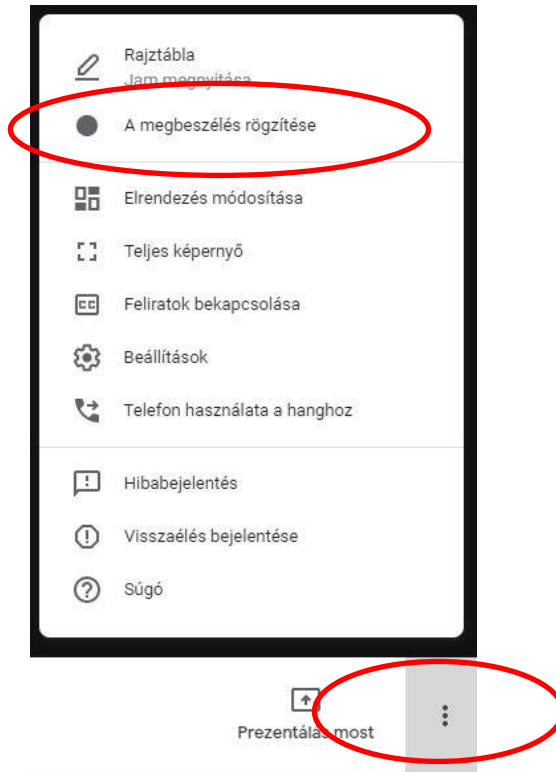 Rajztábla
Jam megnyitása
A megbeszélés rögzítése
Elrendezés módosítása
Teljes képernyő
CC Feliratok bekapcsolása
Beállítások
Telefon használata a hanghoz
Hibabejelentés
Visszaélés bejelentése
Súgó
Prezentálás most